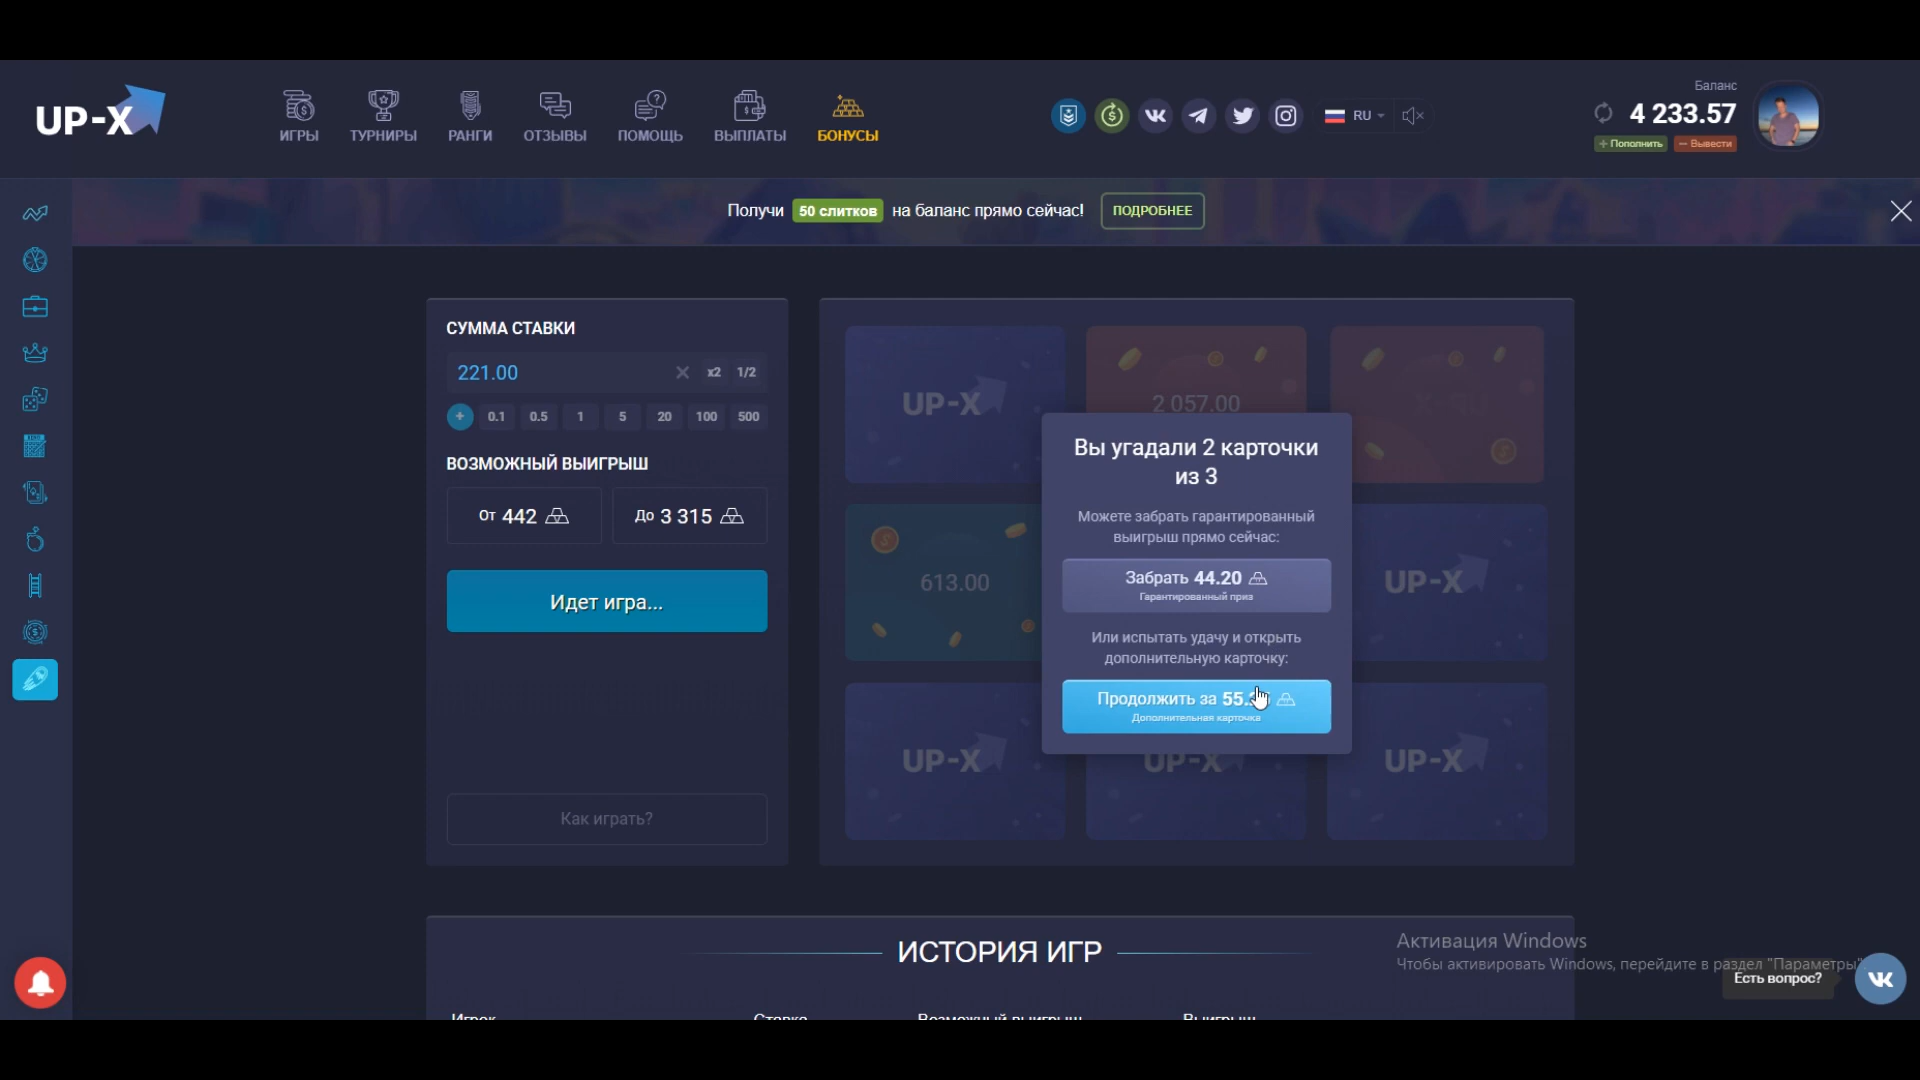 UP-X
ИГРЫ
ТУРНИРЫ
РАНГИ
ОТЗЫВЫ
ПОМОЩЬ
ВЫПЛАТЫ
БОНУСЫ
RU
Баланс
4 233.57
+ Пополнить
− Вывести
Получи 50 слитков на баланс прямо сейчас! ПОДРОБНЕЕ
СУММА СТАВКИ
221.00
x2 1/2
+ 0.1 0.5 1 5 20 100 500
ВОЗМОЖНЫЙ ВЫИГРЫШ
От 442
До 3 315
Идет игра...
Как играть?
UP-X
2 057.00
613.00
UP-X
UP-X
UP-X
UP-X
Вы угадали 2 карточки
из 3
Можете забрать гарантированный
выигрыш прямо сейчас:
Забрать 44.20
Гарантированный приз
Или испытать удачу и открыть
дополнительную карточку:
Продолжить за 55.
Дополнительная карточка
ИСТОРИЯ ИГР
Игрок
Ставка
Возможный выигрыш
Выигрыш
Активация Windows
Чтобы активировать Windows, перейдите в раздел "Параметры"
Есть вопрос?